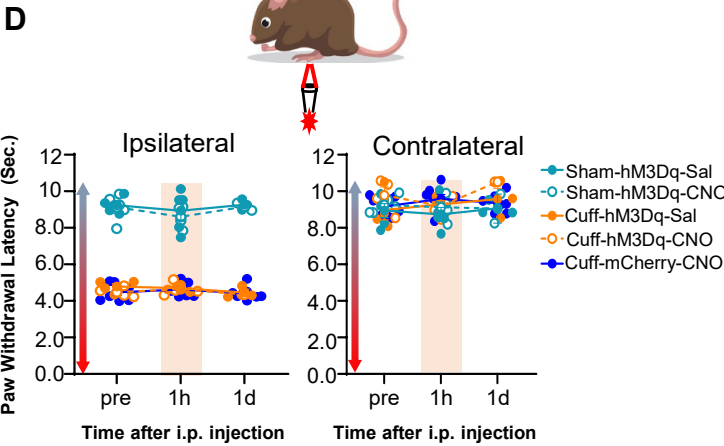 D
Paw Withdrawal Latency (Sec.)
Ipsilateral
12
10
8.0
6.0
4.0
2.0
0.0
pre 1h 1d
Time after i.p. injection
Contralateral
12
10
8.0
6.0
4.0
2.0
0.0
pre 1h 1d
Time after i.p. injection
Sham-hM3Dq-Sal
Sham-hM3Dq-CNO
Cuff-hM3Dq-Sal
Cuff-hM3Dq-CNO
Cuff-mCherry-CNO